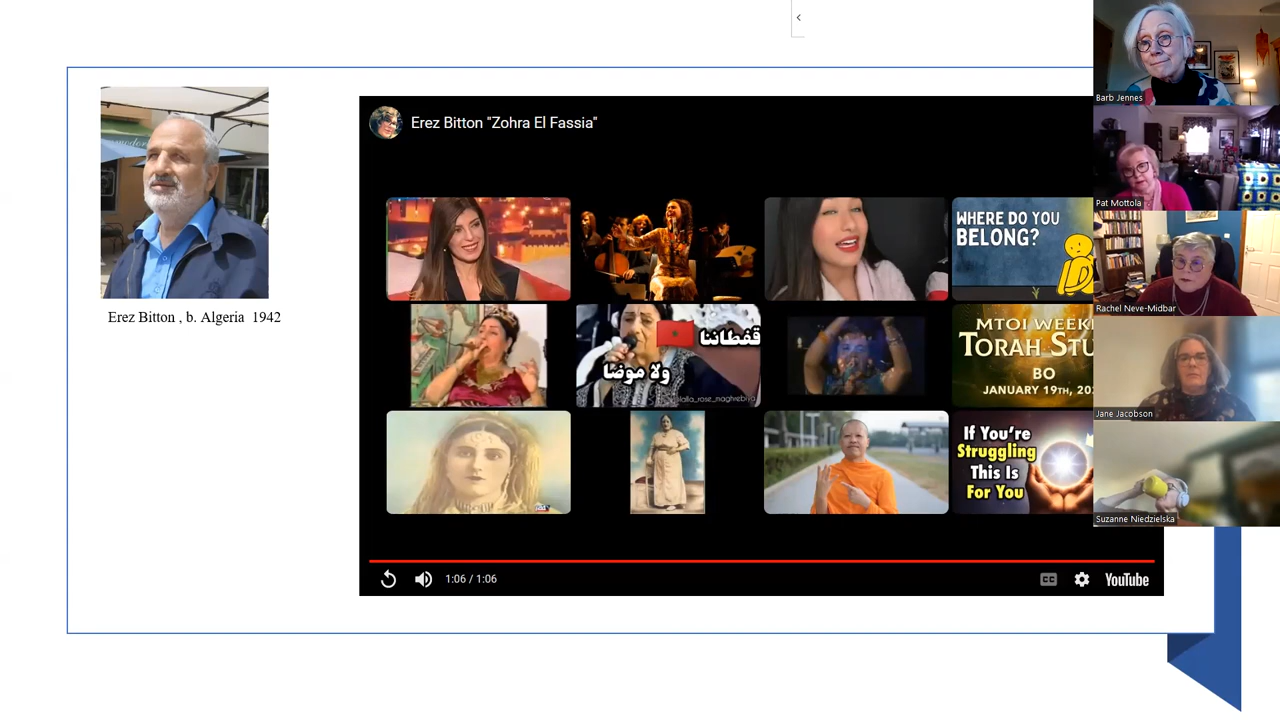 Erez Bitton "Zohra El Fassia"
Erez Bitton , b. Algeria 1942
WHERE DO YOU
BELONG?
قفطاننا
ولا موضا
lalla_rose_maghrebiya
MTOI WEEK
TORAH STU
BO
JANUARY 19TH, 20
If You're
Struggling
This Is
For You
1:06 / 1:06
CC
YouTube
Barb Jennes
Pat Mottola
Rachel Neve-Midbar
Jane Jacobson
Suzanne Niedzielska